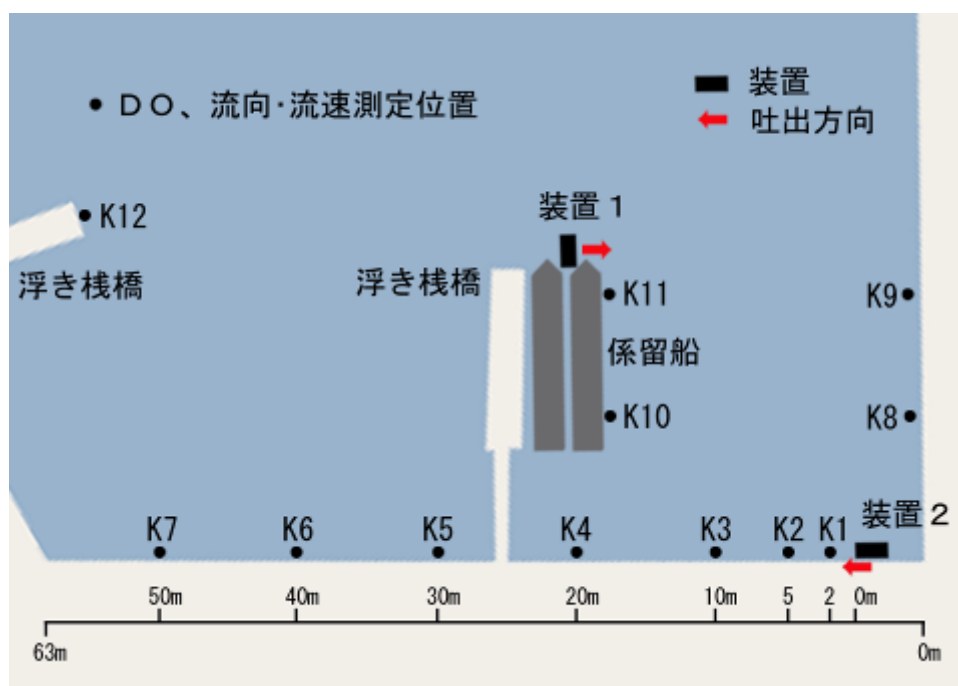 装置
● ＤＯ、流向･流速測定位置
吐出方向
K12
装置１
浮き桟橋
浮き桟橋
K11
K9
係留船
K10
K8
装置２
K7
K6
K5
K4
K3
K2
K1
50m
40m
30m
20m
10m
5
2
0m
63m
0m